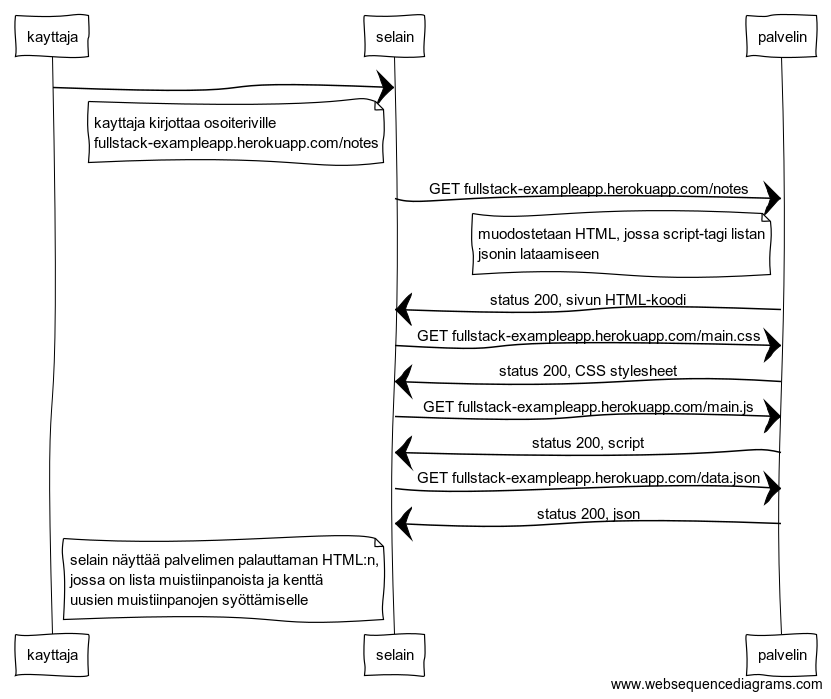 kayttaja
selain
palvelin
kayttaja kirjottaa osoiteriville
fullstack-exampleapp.herokuapp.com/notes
GET fullstack-exampleapp.herokuapp.com/notes
muodostetaan HTML, jossa script-tagi listan
jsonin lataamiseen
status 200, sivun HTML-koodi
GET fullstack-exampleapp.herokuapp.com/main.css
status 200, CSS stylesheet
GET fullstack-exampleapp.herokuapp.com/main.js
status 200, script
GET fullstack-exampleapp.herokuapp.com/data.json
status 200, json
selain näyttää palvelimen palauttaman HTML:n,
jossa on lista muistiinpanoista ja kenttä
uusien muistiinpanojen syöttämiselle
kayttaja
selain
palvelin
www.websequencediagrams.com